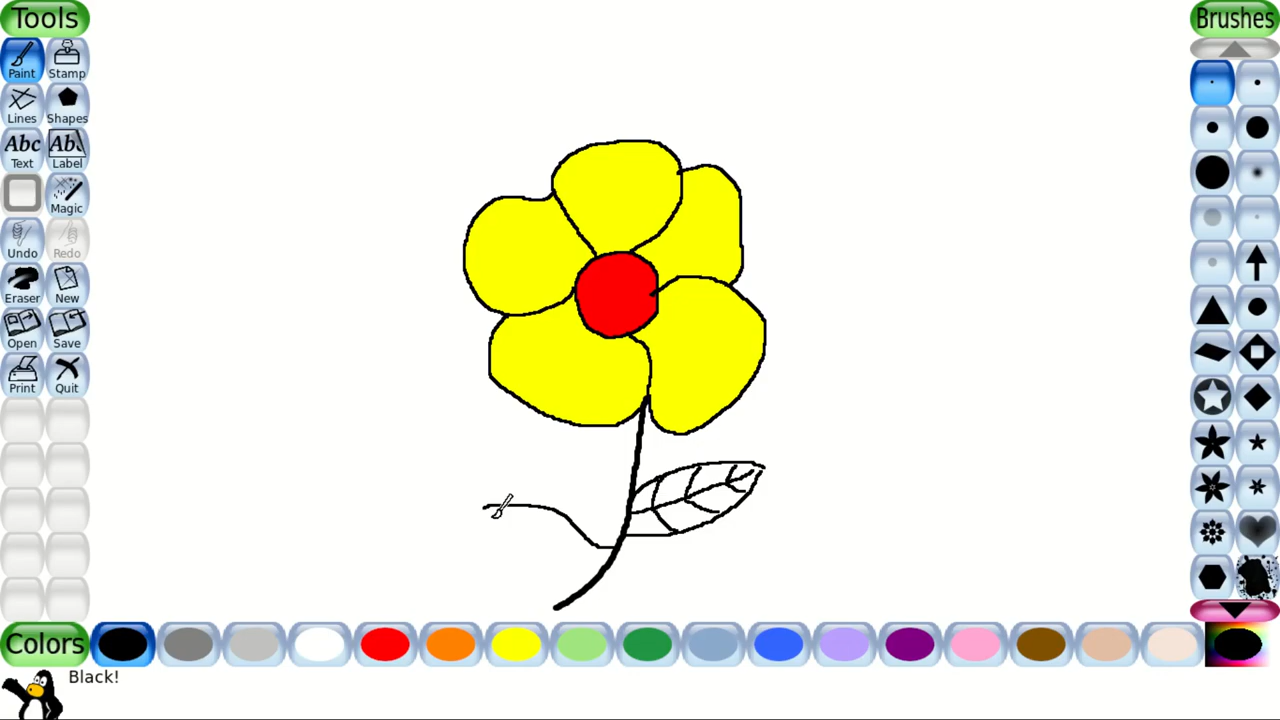 Tools
Brushes
Paint
Stamp
Lines
Shapes
Abc
Abc
Text
Label
Magic
Undo
Redo
Eraser
New
Open
Save
Print
Quit
Colors
Black!